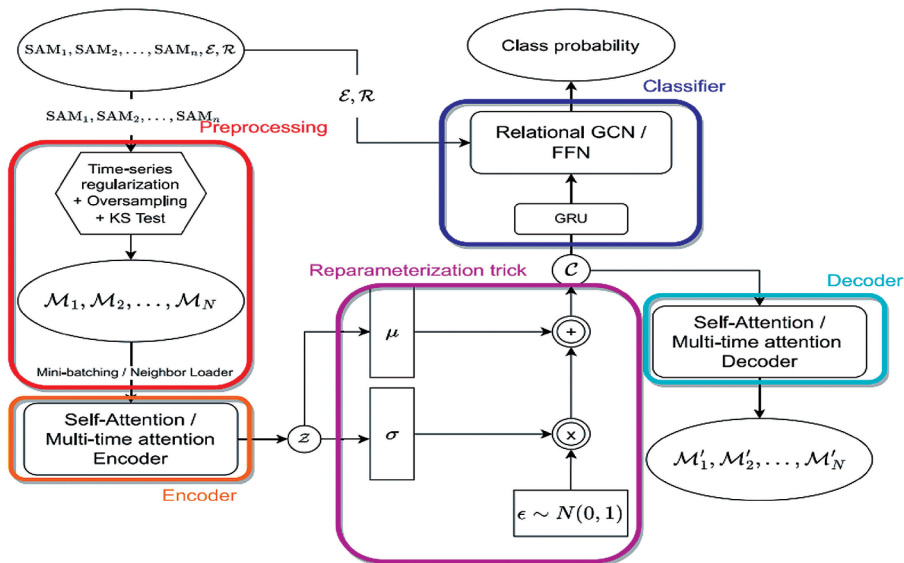 SAM₁, SAM₂, . . . , SAMₙ, ℰ, ℛ
SAM₁, SAM₂, . . . , SAMₙ
Preprocessing
Time-series
regularization
+ Oversampling
+ KS Test
ℳ₁, ℳ₂, . . . , ℳ_N
Mini-batching / Neighbor Loader
Self-Attention /
Multi-time attention
Encoder
Encoder
𝒵
ℰ, ℛ
Class probability
Classifier
Relational GCN /
FFN
GRU
𝒞
Reparameterization trick
μ
+
σ
x
ϵ ∼ N(0, 1)
Decoder
Self-Attention /
Multi-time attention
Decoder
ℳ′₁, ℳ′₂, . . . , ℳ′_N